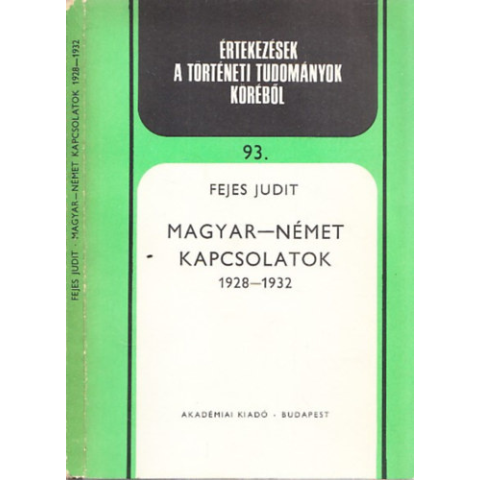 FEJES JUDIT · MAGYAR—NÉMET KAPCSOLATOK 1928—1932
ÉRTEKEZÉSEK
A TÖRTÉNETI TUDOMÁNYOK
KÖRÉBŐL
93.
FEJES JUDIT
MAGYAR—NÉMET
KAPCSOLATOK
1928—1932
AKADÉMIAI KIADÓ · BUDAPEST